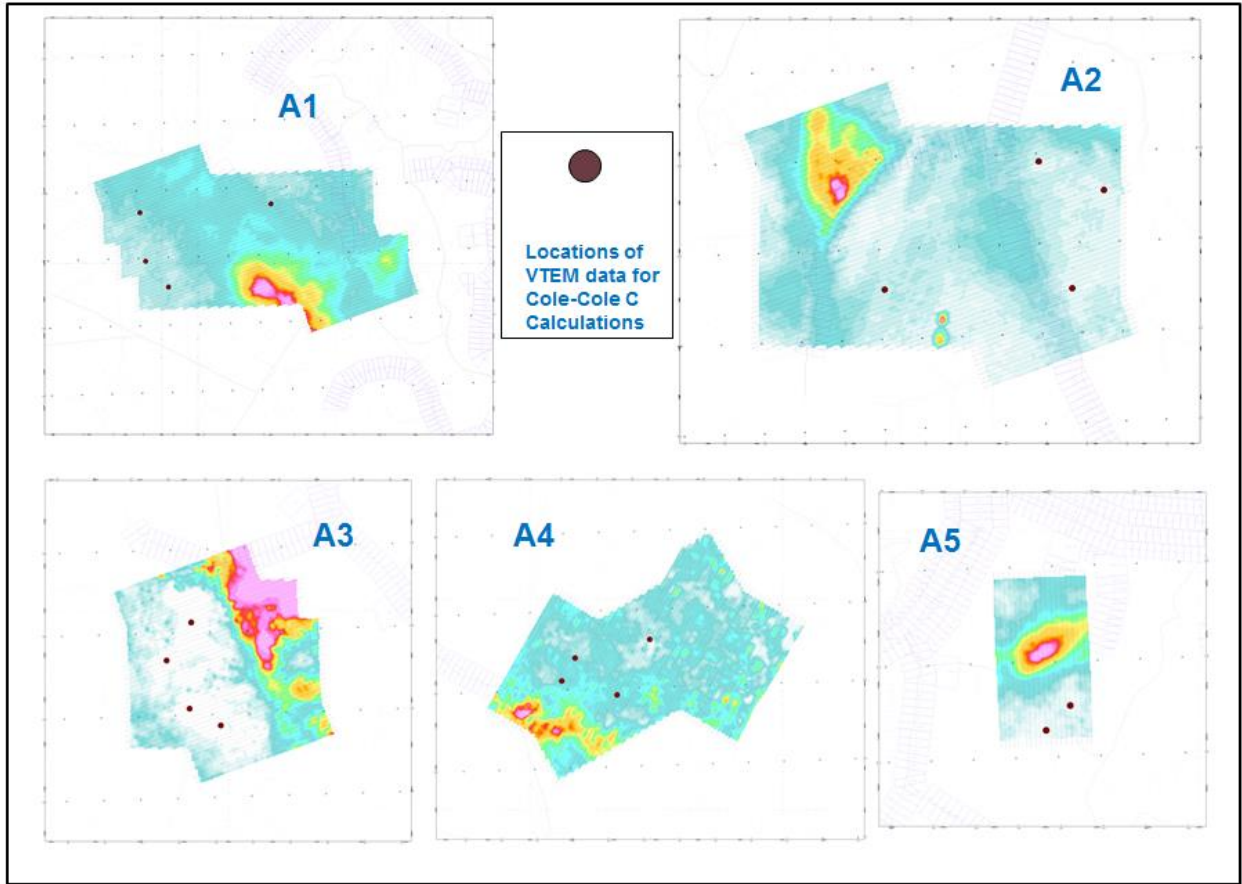 A1
A2
Locations of
VTEM data for
Cole-Cole C
Calculations
A3
A4
A5